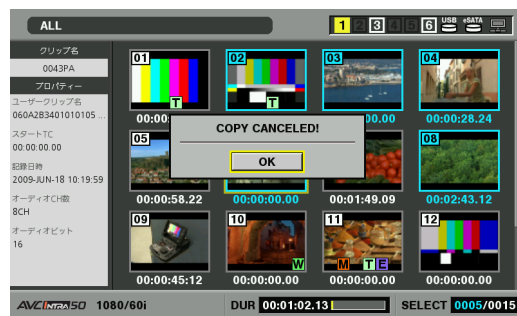 ALL
1 2 3 4 5 6 USB eSATA
クリップ名
0043PA
プロパティー
ユーザークリップ名
060A2B3401010105 ...
スタートTC
00:00:00.00
記録日時
2009-JUN-18 10:19:59
オーディオCH数
8CH
オーディオビット
16
01 02 03 04
T T
00:00: 00.00 00:00:28.24
COPY CANCELED!
OK
05 08
00:00:58.22 00:00:00.00 00:01:49.09 00:02:43.12
09 10 11 12
W M T E
00:00:45.12 00:00:00.00 00:00:00.00 00:00:00.00
AVC INTRA 50 1080/60i DUR 00:01:02.13 SELECT 0005/0015